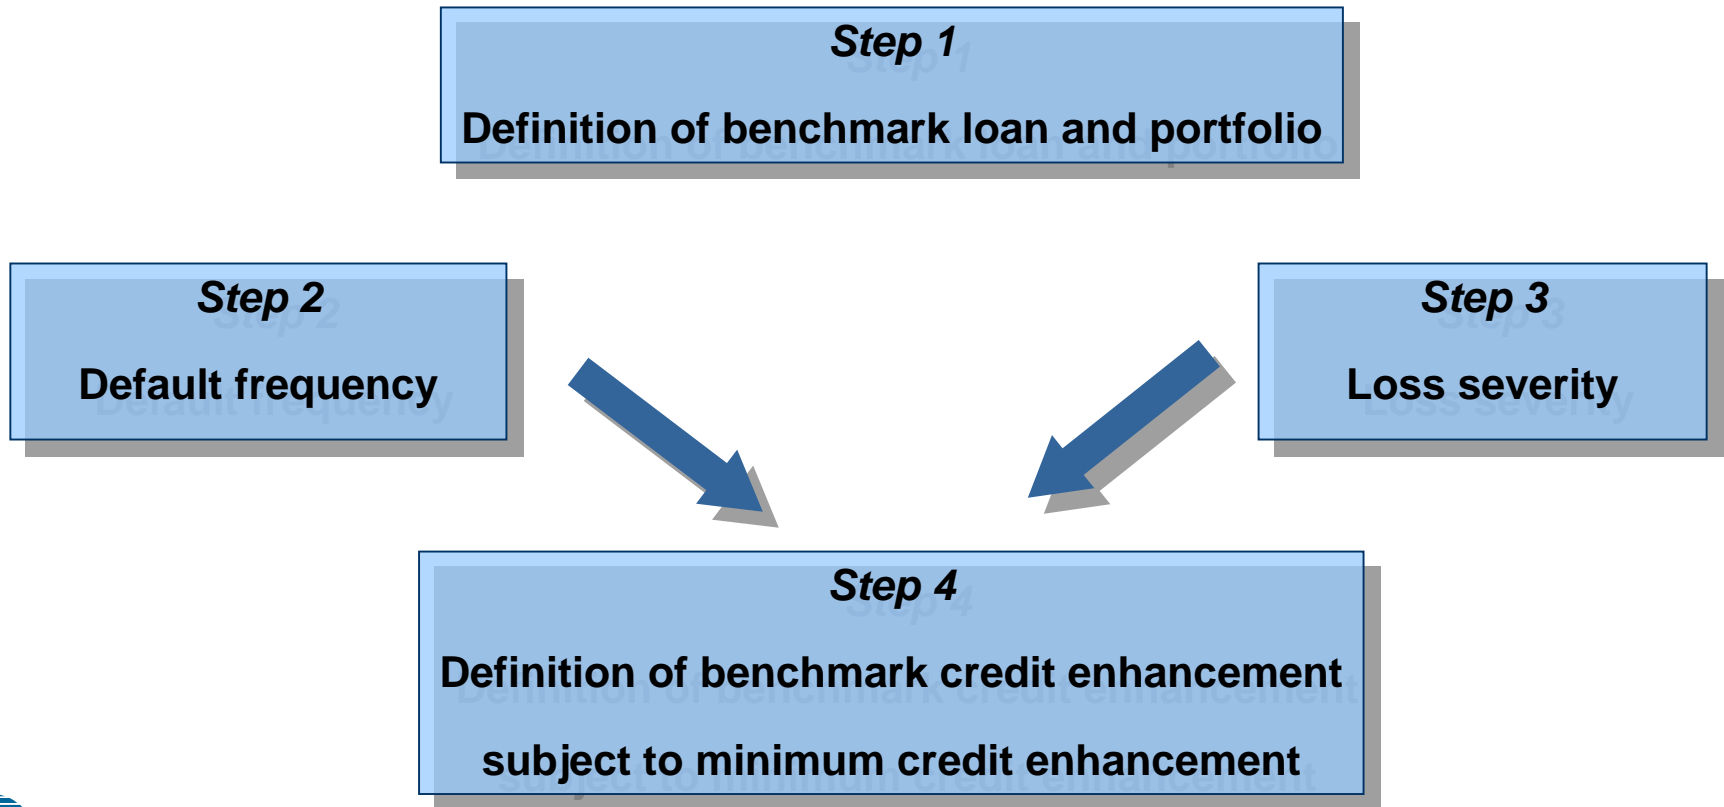 Step 1
Definition of benchmark loan and portfolio
Step 2
Default frequency
Step 3
Loss severity
Step 4
Definition of benchmark credit enhancement
subject to minimum credit enhancement